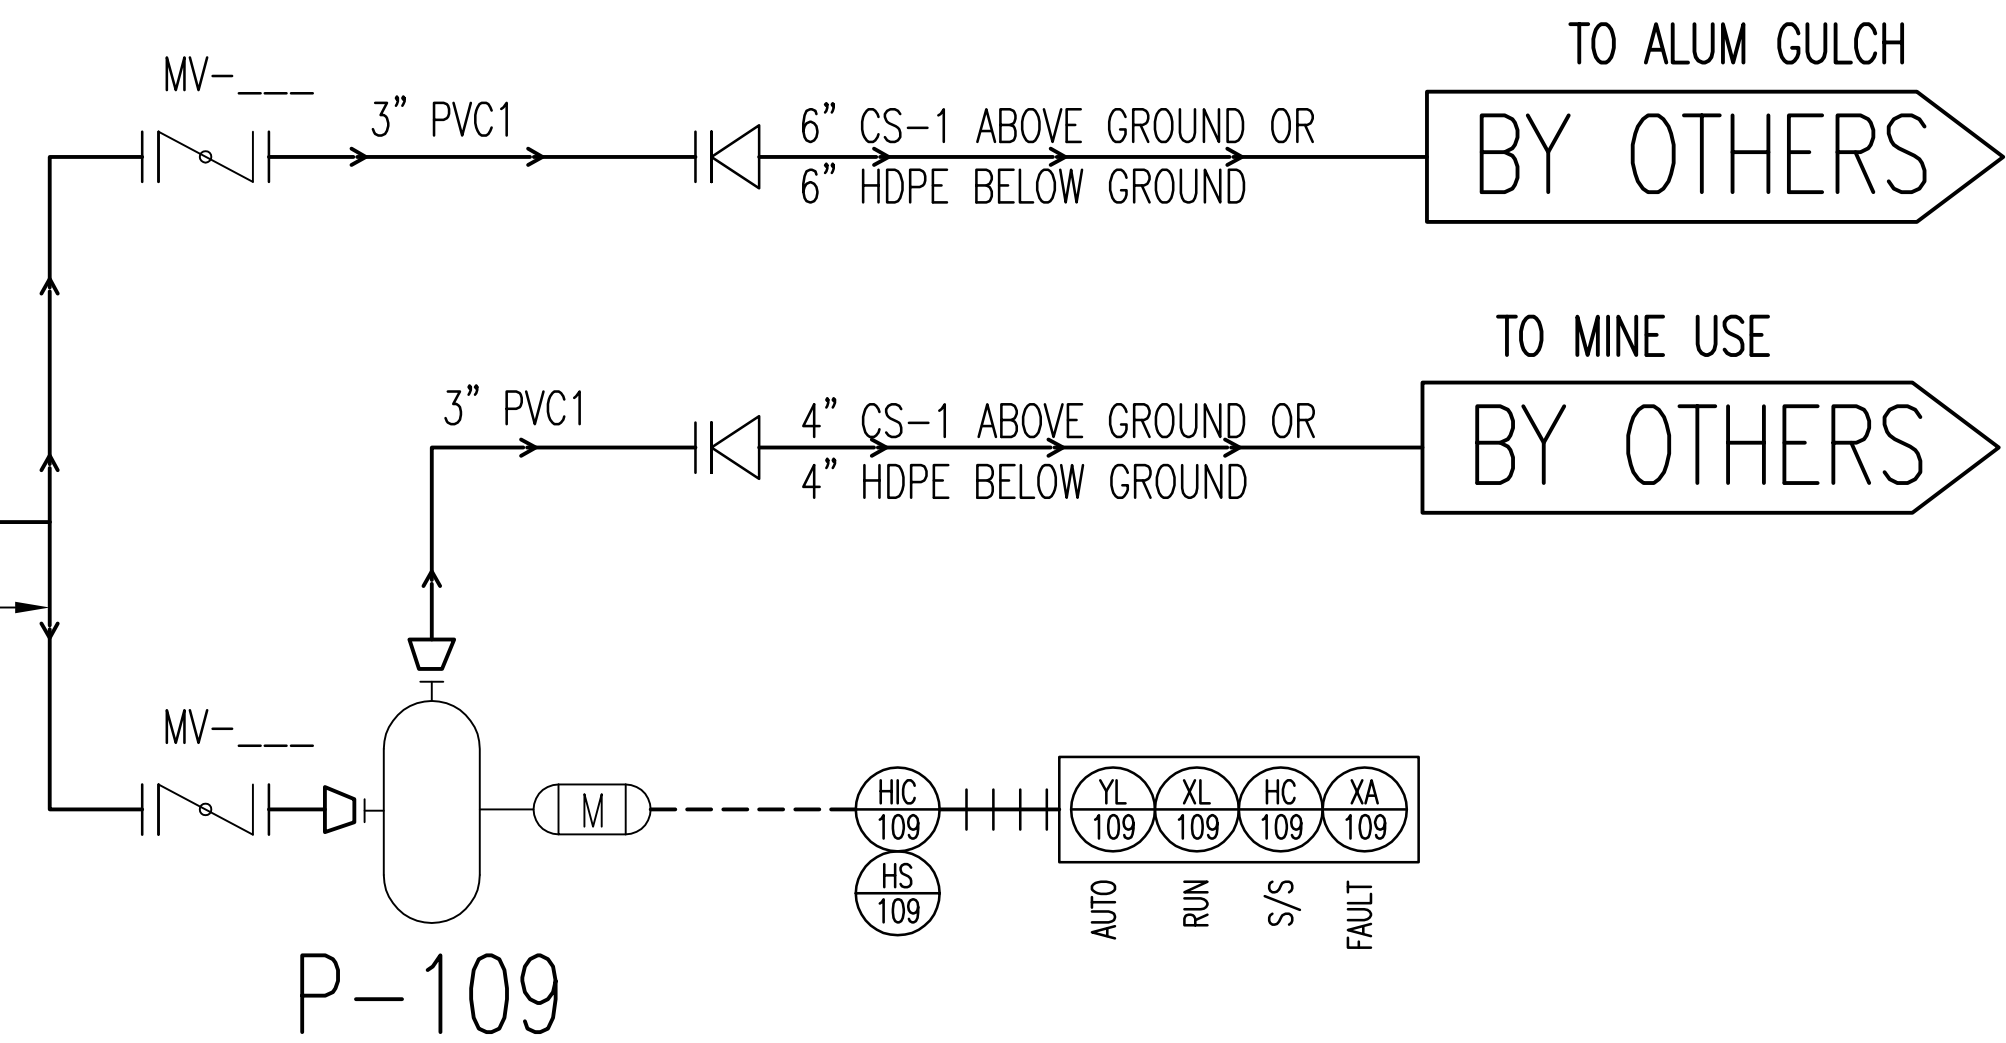 TO ALUM GULCH
MV-___
3" PVC1
6" CS-1 ABOVE GROUND OR
6" HDPE BELOW GROUND
BY OTHERS
TO MINE USE
3" PVC1
4" CS-1 ABOVE GROUND OR
4" HDPE BELOW GROUND
BY OTHERS
MV-___
M
HIC
109
HS
109
YL
109
XL
109
HC
109
XA
109
AUTO
RUN
S/S
FAULT
P-109